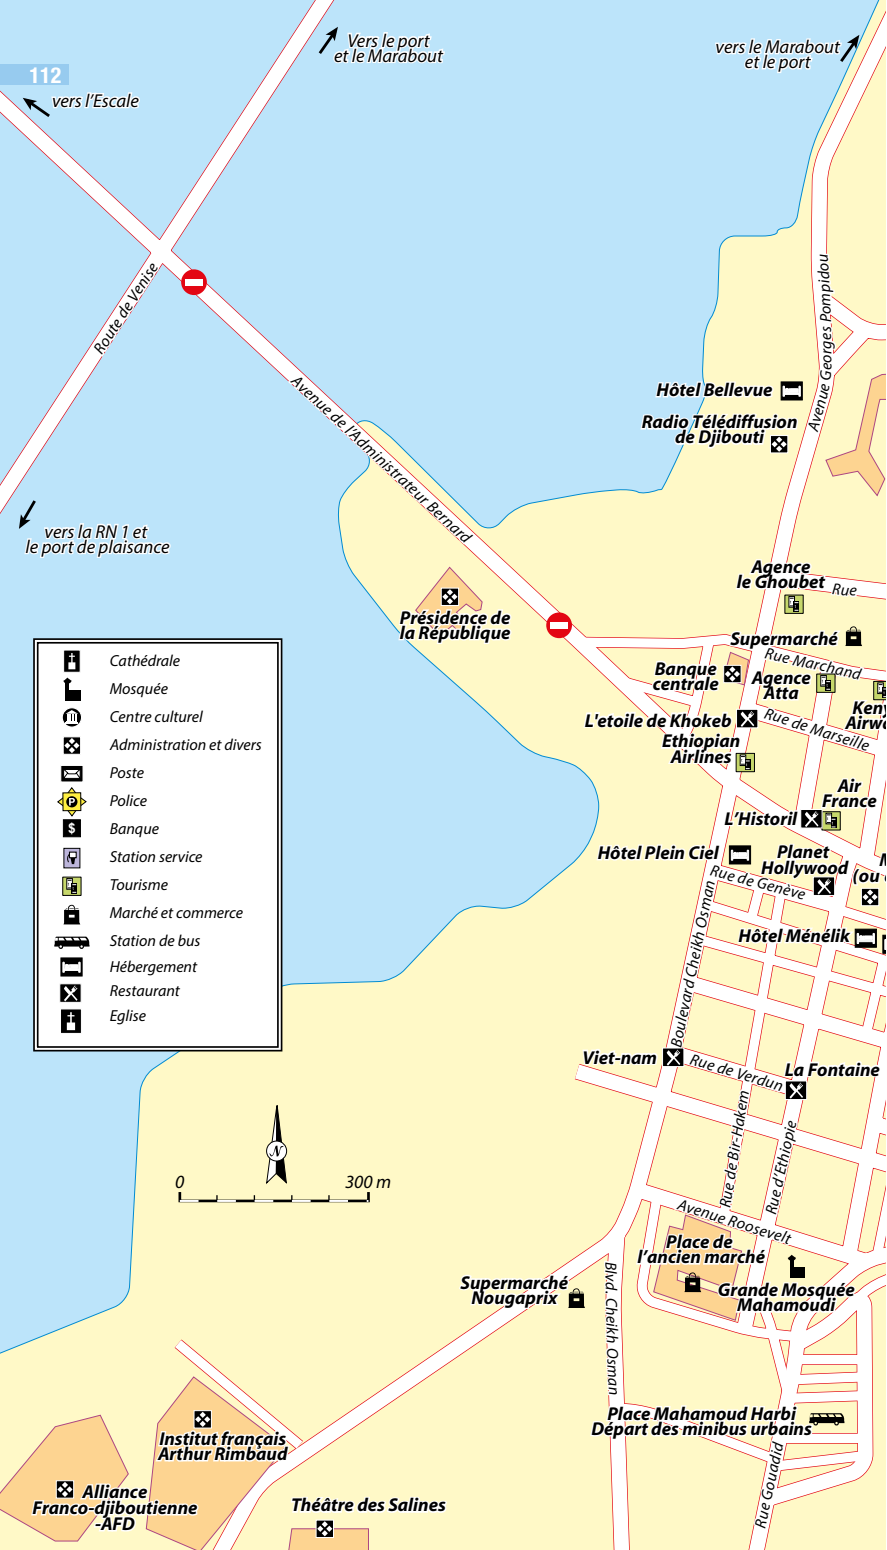 Vers le port
et le Marabout
vers le Marabout
et le port
112
vers l'Escale
Route de Venise
Avenue de l'Administrateur Bernard
Avenue Georges Pompidou
Hôtel Bellevue
Radio Télédiffusion
de Djibouti
vers la RN 1 et
le port de plaisance
Agence
le Ghoubet
Rue
Présidence de
la République
Supermarché
Rue Marchand
Banque
centrale
Agence
Atta
Keny
Airwa
L'etoile de Khokeb
Rue de Marseille
Ethiopian
Airlines
Air
France
L'Historil
Hôtel Plein Ciel
Planet
Hollywood
(ou
Rue de Genève
Hôtel Ménélik
Boulevard Cheikh Osman
Cathédrale
Mosquée
Centre culturel
Administration et divers
Poste
P Police
$ Banque
Station service
Tourisme
Marché et commerce
Station de bus
Hébergement
Restaurant
Eglise
Viet-nam
Rue de Verdun
La Fontaine
Rue de Bir-Hakem
Rue d'Ethiopie
N
0 300 m
Avenue Roosevelt
Place de
l'ancien marché
Grande Mosquée
Mahamoudi
Supermarché
Nougaprix
Blvd. Cheikh Osman
Place Mahamoud Harbi
Départ des minibus urbains
Rue Gouadid
Institut français
Arthur Rimbaud
Alliance
Franco-djiboutienne
-AFD
Théâtre des Salines